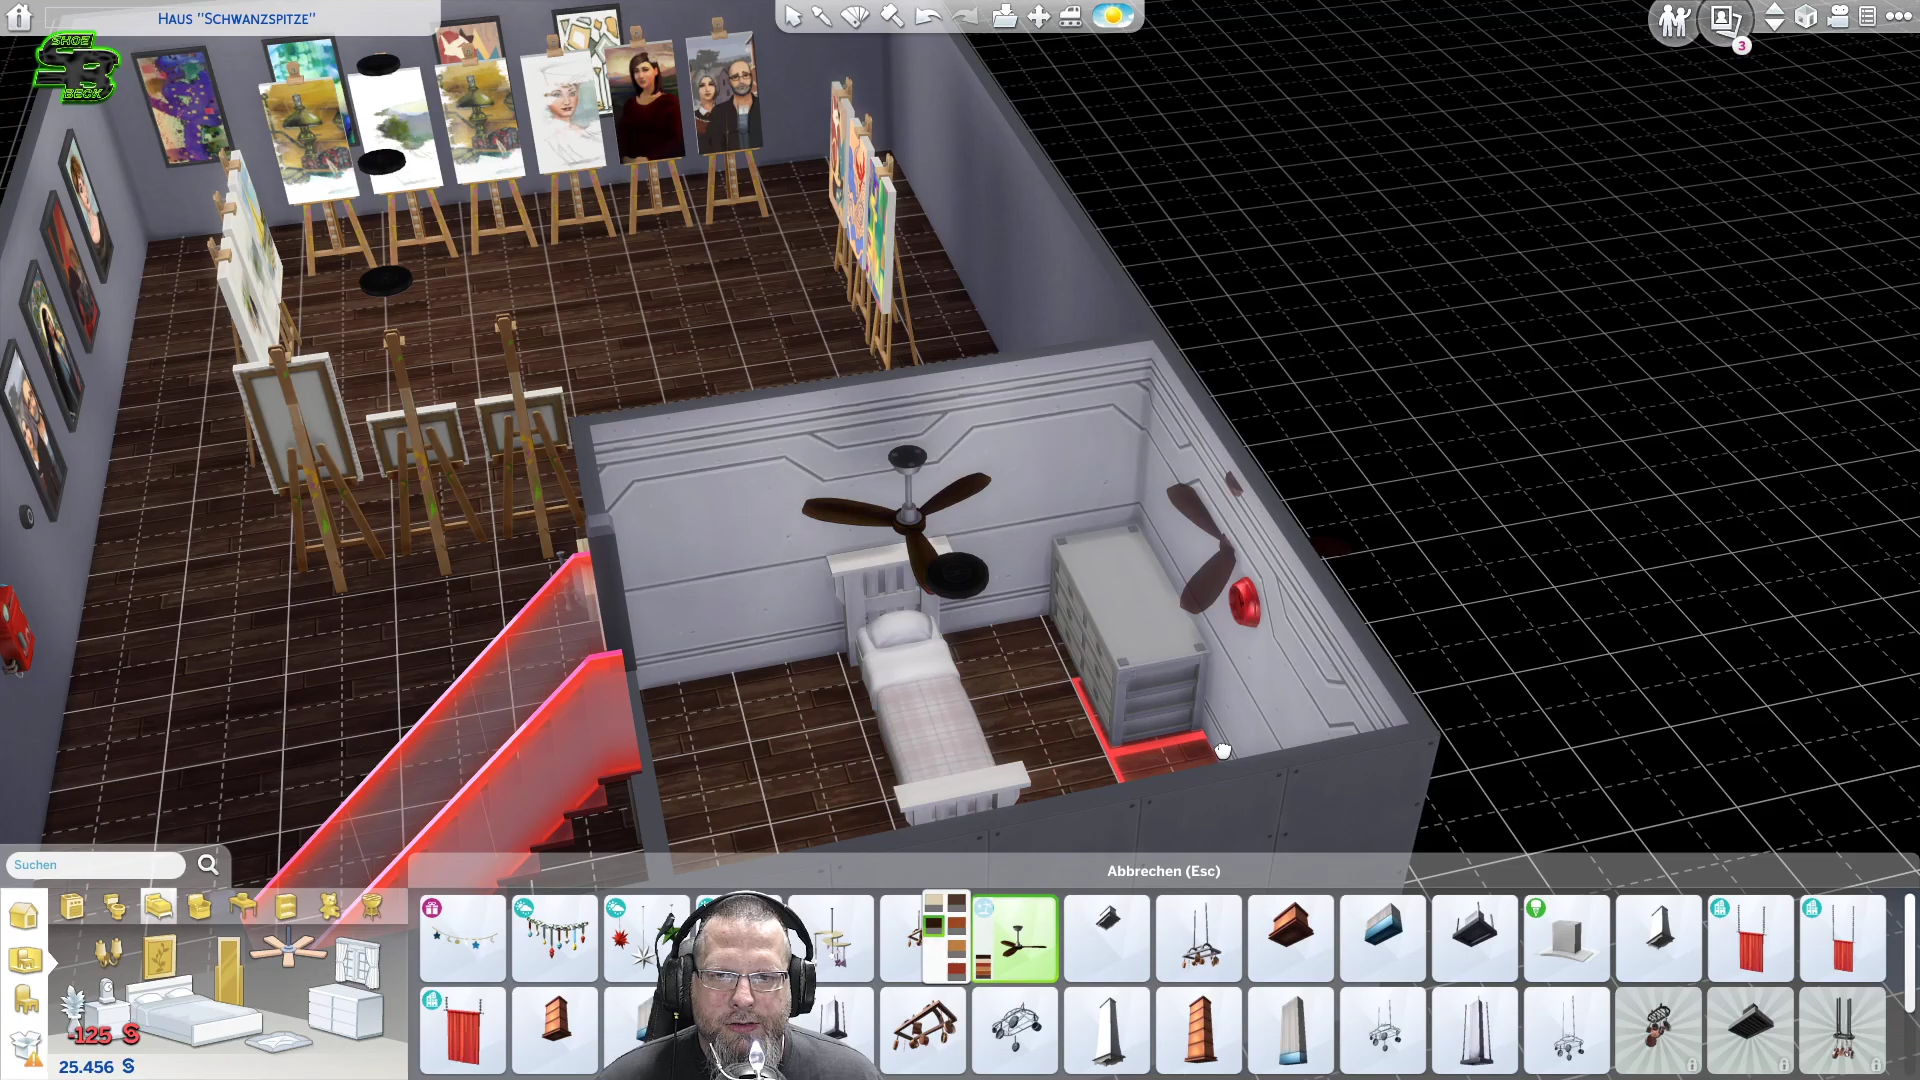 Haus "Schwanzspitze"
SHOE
BECK
3
Suchen
Abbrechen (Esc)
-125 S
25.456 S